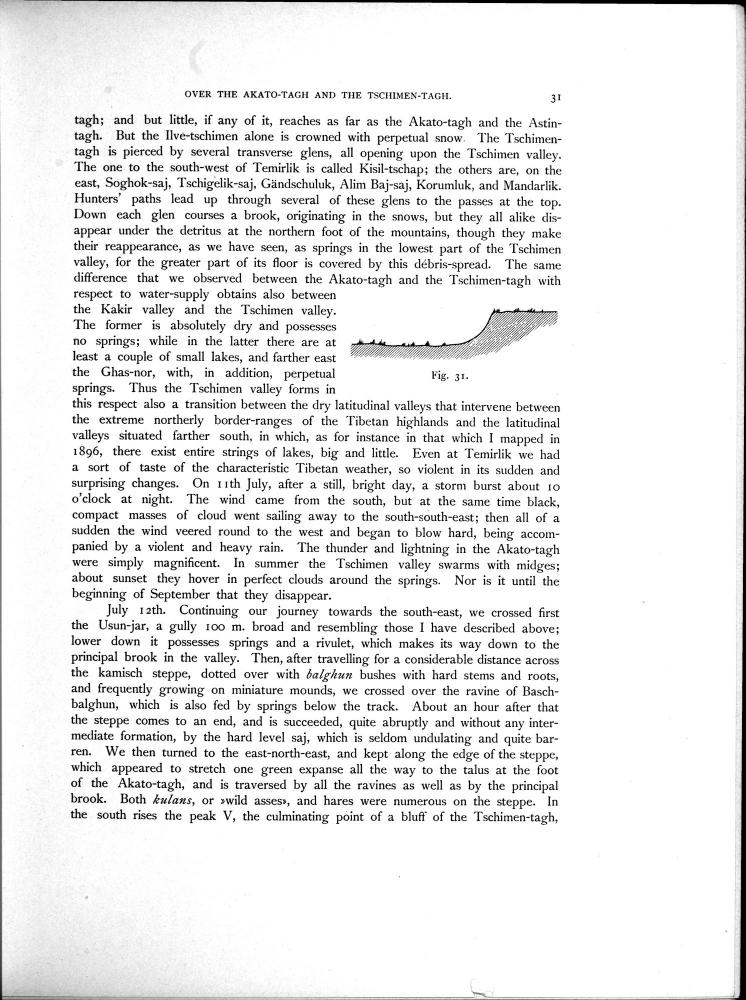 OVER THE AKATO-TAGH AND THE TSCHIMEN-TAGH. 31
tagh; and but little, if any of it, reaches as far as the Akato-tagh and the Astin-
tagh. But the Ilve-tschimen alone is crowned with perpetual snow. The Tschimen-
tagh is pierced by several transverse glens, all opening upon the Tschimen valley.
The one to the south-west of Temirlik is called Kisil-tschap; the others are, on the
east, Soghok-saj, Tschigelik-saj, Gändschuluk, Alim Baj-saj, Korumluk, and Mandarlik.
Hunters' paths lead up through several of these glens to the passes at the top.
Down each glen courses a brook, originating in the snows, but they all alike dis-
appear under the detritus at the northern foot of the mountains, though they make
their reappearance, as we have seen, as springs in the lowest part of the Tschimen
valley, for the greater part of its floor is covered by this débris-spread. The same
difference that we observed between the Akato-tagh and the Tschimen-tagh with
respect to water-supply obtains also between
the Kakir valley and the Tschimen valley.
The former is absolutely dry and possesses
no springs; while in the latter there are at
least a couple of small lakes, and farther east
the Ghas-nor, with, in addition, perpetual
springs. Thus the Tschimen valley forms in
Fig. 31.
this respect also a transition between the dry latitudinal valleys that intervene between
the extreme northerly border-ranges of the Tibetan highlands and the latitudinal
valleys situated farther south, in which, as for instance in that which I mapped in
1896, there exist entire strings of lakes, big and little. Even at Temirlik we had
a sort of taste of the characteristic Tibetan weather, so violent in its sudden and
surprising changes. On 11th July, after a still, bright day, a storm burst about 10
o'clock at night. The wind came from the south, but at the same time black,
compact masses of cloud went sailing away to the south-south-east; then all of a
sudden the wind veered round to the west and began to blow hard, being accom-
panied by a violent and heavy rain. The thunder and lightning in the Akato-tagh
were simply magnificent. In summer the Tschimen valley swarms with midges;
about sunset they hover in perfect clouds around the springs. Nor is it until the
beginning of September that they disappear.
July 12th. Continuing our journey towards the south-east, we crossed first
the Usun-jar, a gully 100 m. broad and resembling those I have described above;
lower down it possesses springs and a rivulet, which makes its way down to the
principal brook in the valley. Then, after travelling for a considerable distance across
the kamisch steppe, dotted over with balghun bushes with hard stems and roots,
and frequently growing on miniature mounds, we crossed over the ravine of Basch-
balghun, which is also fed by springs below the track. About an hour after that
the steppe comes to an end, and is succeeded, quite abruptly and without any inter-
mediate formation, by the hard level saj, which is seldom undulating and quite bar-
ren. We then turned to the east-north-east, and kept along the edge of the steppe,
which appeared to stretch one green expanse all the way to the talus at the foot
of the Akato-tagh, and is traversed by all the ravines as well as by the principal
brook. Both kulans, or »wild asses», and hares were numerous on the steppe. In
the south rises the peak V, the culminating point of a bluff of the Tschimen-tagh,